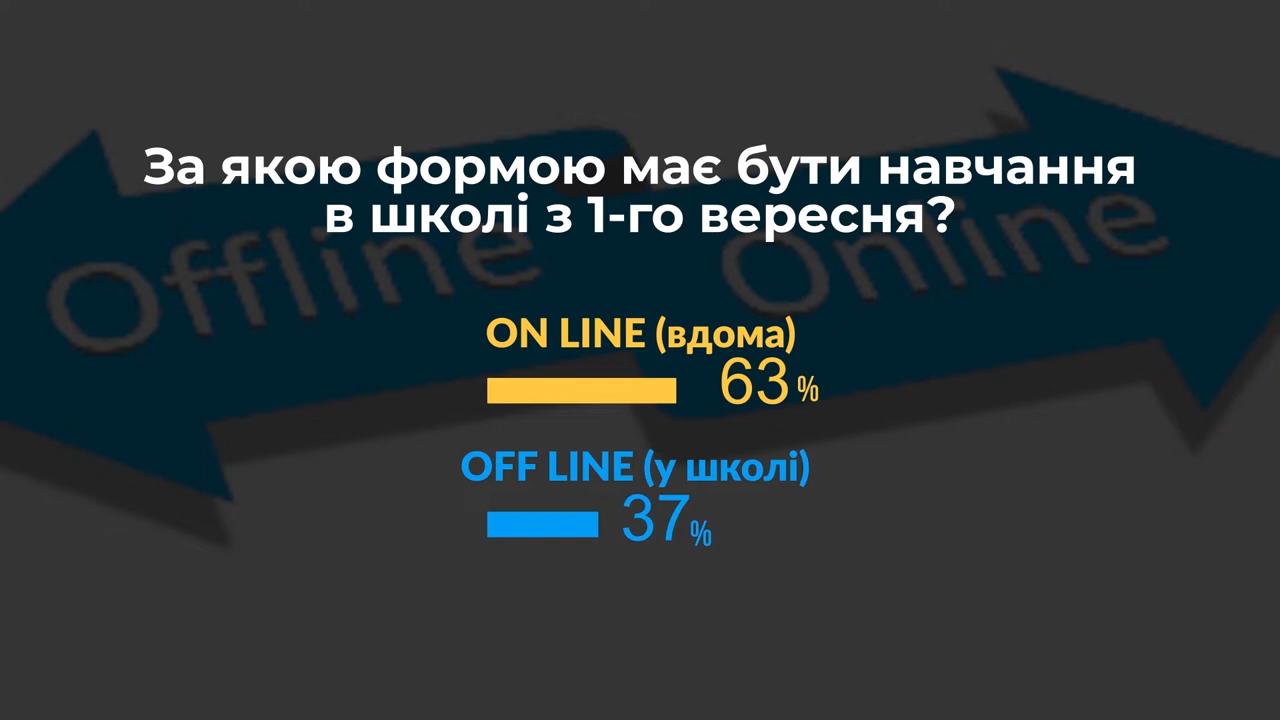 За якою формою має бути навчання
в школі з 1-го вересня?
Offline
Online
ON LINE (вдома)
63 %
OFF LINE (у школі)
37 %